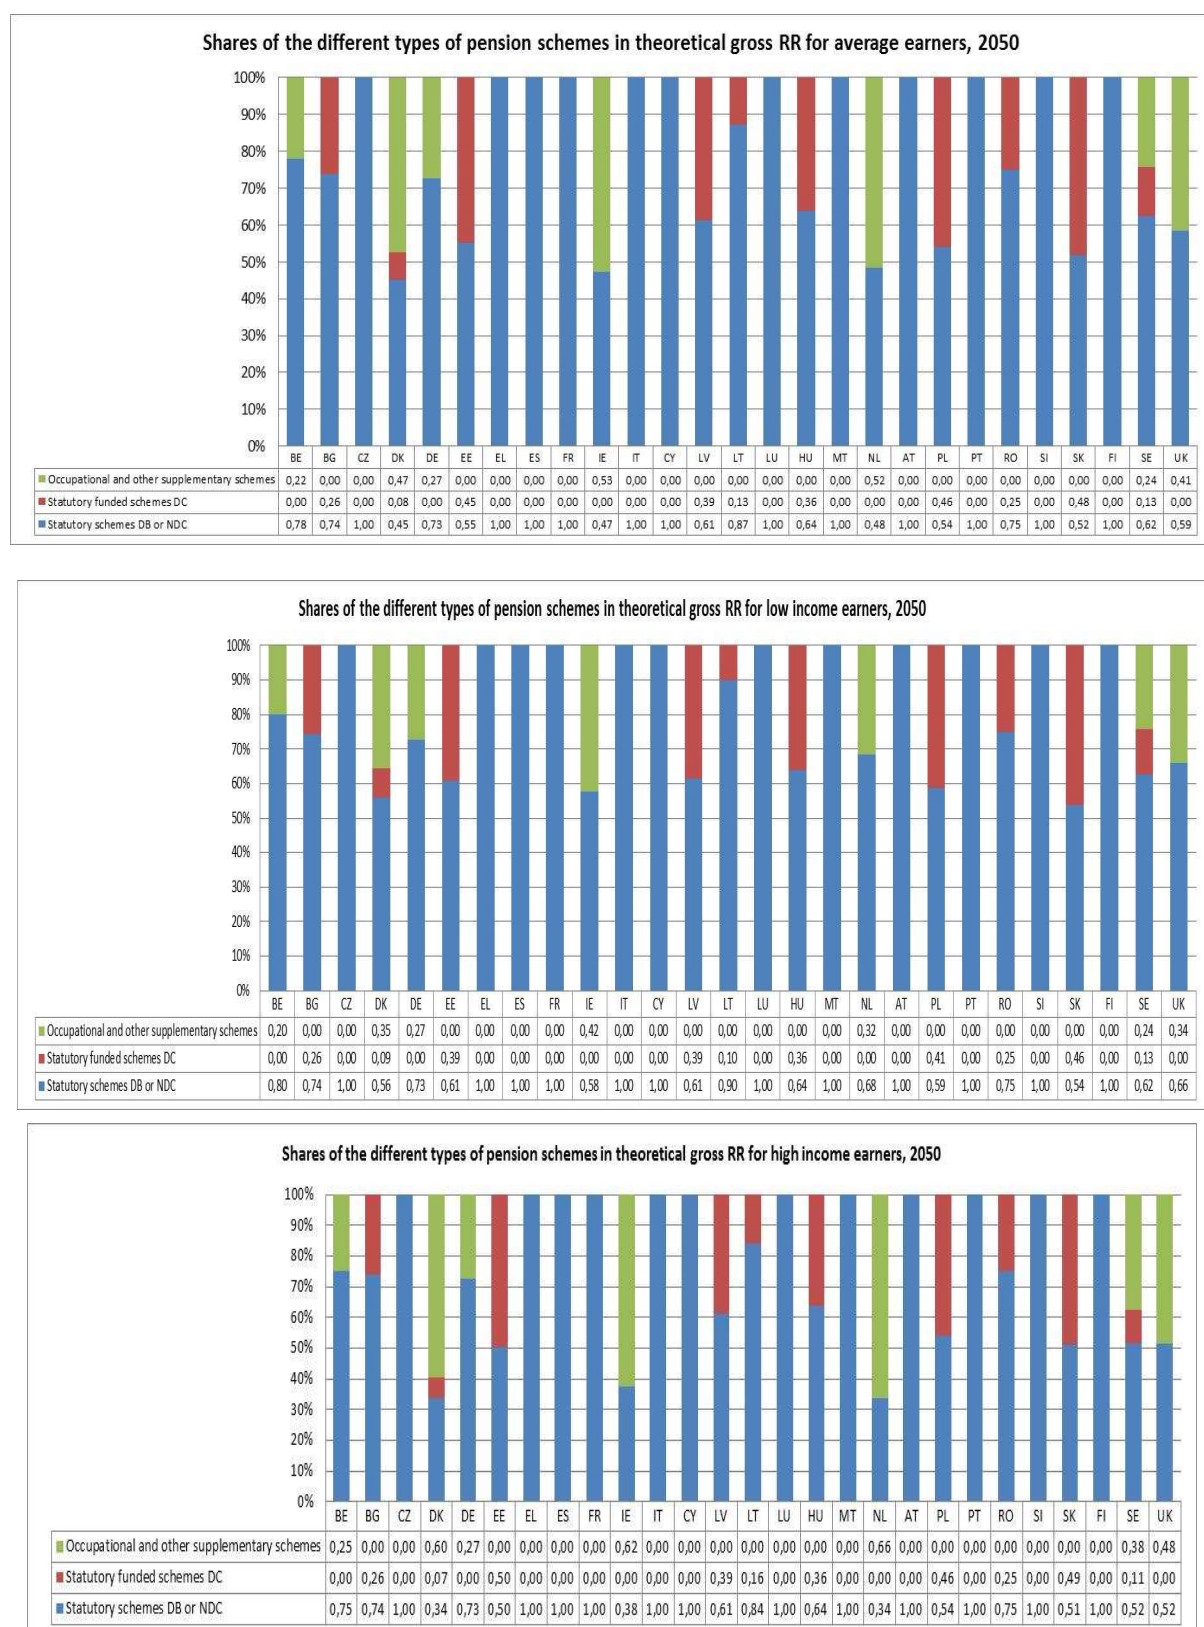 Shares of the different types of pension schemes in theoretical gross RR for average earners, 2050
100%
90%
80%
70%
60%
50%
40%
30%
20%
10%
0%
BE BG CZ DK DE EE EL ES FR IE IT CY LV LT LU HU MT NL AT PL PT RO SI SK FI SE UK
Occupational and other supplementary schemes 0,22 0,00 0,00 0,47 0,27 0,00 0,00 0,00 0,00 0,53 0,00 0,00 0,00 0,00 0,00 0,00 0,00 0,52 0,00 0,00 0,00 0,00 0,00 0,00 0,00 0,24 0,41
Statutory funded schemes DC 0,00 0,26 0,00 0,08 0,00 0,45 0,00 0,00 0,00 0,00 0,00 0,00 0,39 0,13 0,00 0,36 0,00 0,00 0,00 0,46 0,00 0,25 0,00 0,48 0,00 0,13 0,00
Statutory schemes DB or NDC 0,78 0,74 1,00 0,45 0,73 0,55 1,00 1,00 1,00 0,47 1,00 1,00 0,61 0,87 1,00 0,64 1,00 0,48 1,00 0,54 1,00 0,75 1,00 0,52 1,00 0,62 0,59
Shares of the different types of pension schemes in theoretical gross RR for low income earners, 2050
100%
90%
80%
70%
60%
50%
40%
30%
20%
10%
0%
BE BG CZ DK DE EE EL ES FR IE IT CY LV LT LU HU MT NL AT PL PT RO SI SK FI SE UK
Occupational and other supplementary schemes 0,20 0,00 0,00 0,35 0,27 0,00 0,00 0,00 0,00 0,42 0,00 0,00 0,00 0,00 0,00 0,00 0,00 0,32 0,00 0,00 0,00 0,00 0,00 0,00 0,00 0,24 0,34
Statutory funded schemes DC 0,00 0,26 0,00 0,09 0,00 0,39 0,00 0,00 0,00 0,00 0,00 0,00 0,39 0,10 0,00 0,36 0,00 0,00 0,00 0,41 0,00 0,25 0,00 0,46 0,00 0,13 0,00
Statutory schemes DB or NDC 0,80 0,74 1,00 0,56 0,73 0,61 1,00 1,00 1,00 0,58 1,00 1,00 0,61 0,90 1,00 0,64 1,00 0,68 1,00 0,59 1,00 0,75 1,00 0,54 1,00 0,62 0,66
Shares of the different types of pension schemes in theoretical gross RR for high income earners, 2050
100%
90%
80%
70%
60%
50%
40%
30%
20%
10%
0%
BE BG CZ DK DE EE EL ES FR IE IT CY LV LT LU HU MT NL AT PL PT RO SI SK FI SE UK
Occupational and other supplementary schemes 0,25 0,00 0,00 0,60 0,27 0,00 0,00 0,00 0,00 0,62 0,00 0,00 0,00 0,00 0,00 0,00 0,00 0,66 0,00 0,00 0,00 0,00 0,00 0,00 0,00 0,38 0,48
Statutory funded schemes DC 0,00 0,26 0,00 0,07 0,00 0,50 0,00 0,00 0,00 0,00 0,00 0,00 0,39 0,16 0,00 0,36 0,00 0,00 0,00 0,46 0,00 0,25 0,00 0,49 0,00 0,11 0,00
Statutory schemes DB or NDC 0,75 0,74 1,00 0,34 0,73 0,50 1,00 1,00 1,00 0,38 1,00 1,00 0,61 0,84 1,00 0,64 1,00 0,34 1,00 0,54 1,00 0,75 1,00 0,51 1,00 0,52 0,52